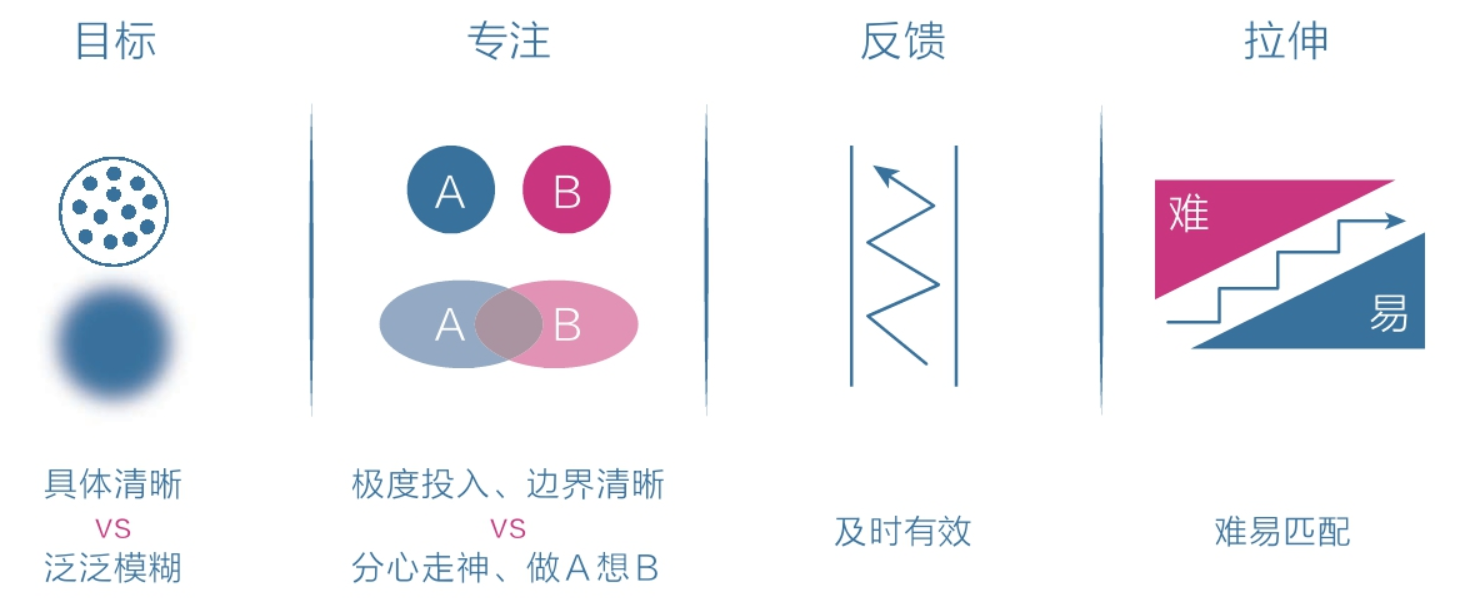 目标
专注
反馈
拉伸
A
B
A
B
难
易
具体清晰
vs
泛泛模糊
极度投入、边界清晰
vs
分心走神、做A想B
及时有效
难易匹配